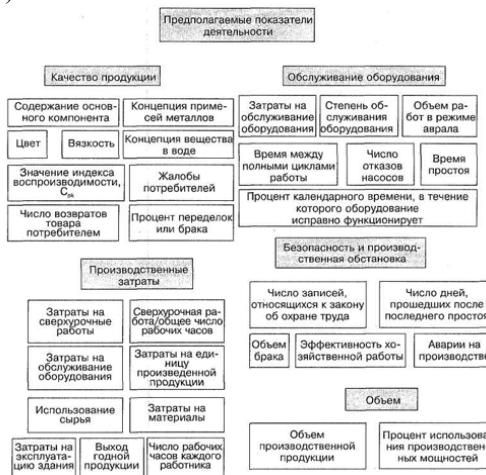 Предполагаемые показатели
деятельности
Качество продукции
Содержание основ-
ного компонента
Концепция приме-
сей металлов
Цвет
Вязкость
Концепция вещества
в воде
Значение индекса
воспроизводимости,
Жалобы
потребителей
Число возвратов
товара
потребителем
Процент переделок
или брака
Обслуживание оборудования
Затраты на
обслуживание
оборудования
Степень об-
служивания
оборудования
Объем ра-
бот в режиме
аврала
Время между
полными циклами
работы
Число
отказов
насосов
Время
простоя
Процент календарного времени, в течение
которого оборудование
исправно функционирует
Производственные
затраты
Затраты на
сверхурочные
работы
Сверхурочная ра-
бота/общее число
рабочих часов
Затраты на
обслуживание
оборудования
Затраты на еди-
ницу
произведенной
продукции
Использование
сырья
Затраты на
материалы
Затраты на
эксплуата-
цию здания
Выход
годной
продукции
Число рабочих
часов каждого
работника
Безопасность и производ-
ственная обстановка
Число записей,
относящихся к закону
об охране труда
Число дней,
прошедших после
последнего простоя
Объем
брака
Эффективность хо-
зяйственной работы
Аварии на
производстве
Объем
Объем
производственной
продукции
Процент использова-
ния производствен-
ных мощностей